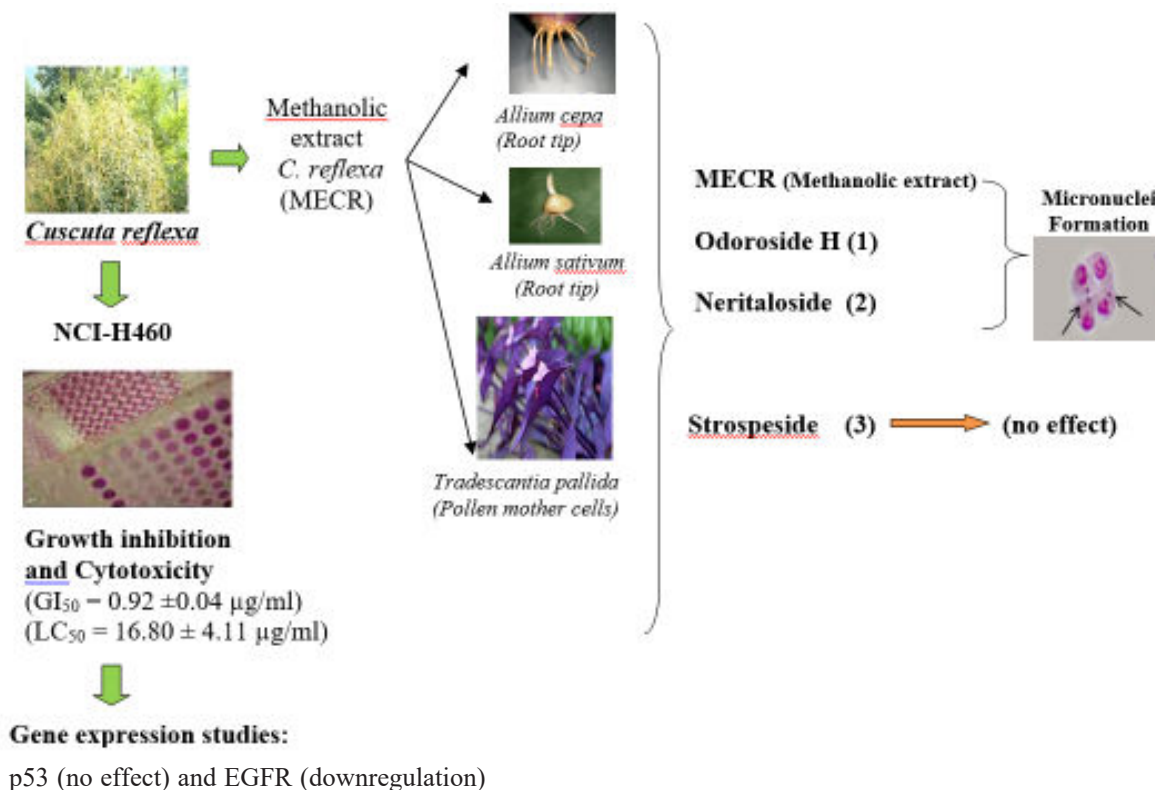 Cuscuta reflexa
Methanolic
extract
C. reflexa
(MECR)
Allium cepa
(Root tip)
Allium sativum
(Root tip)
Tradescantia pallida
(Pollen mother cells)
MECR (Methanolic extract)
Odoroside H (1)
Neritaloside (2)
Micronuclei
Formation
Strospeside (3)
(no effect)
NCI-H460
Growth inhibition
and Cytotoxicity
(GI₅₀ – 0.92 ±0.04 µg/ml)
(LC₅₀ = 16.80 ± 4.11 µg/ml)
Gene expression studies:
p53 (no effect) and EGFR (downregulation)